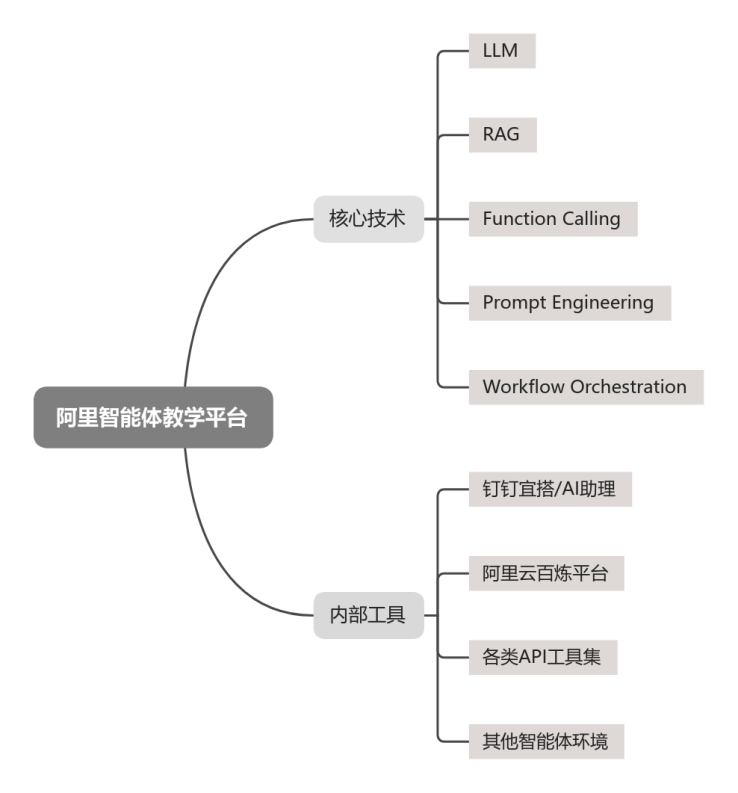 阿里智能体教学平台
核心技术
LLM
RAG
Function Calling
Prompt Engineering
Workflow Orchestration
内部工具
钉钉宜搭/AI助理
阿里云百炼平台
各类API工具集
其他智能体环境